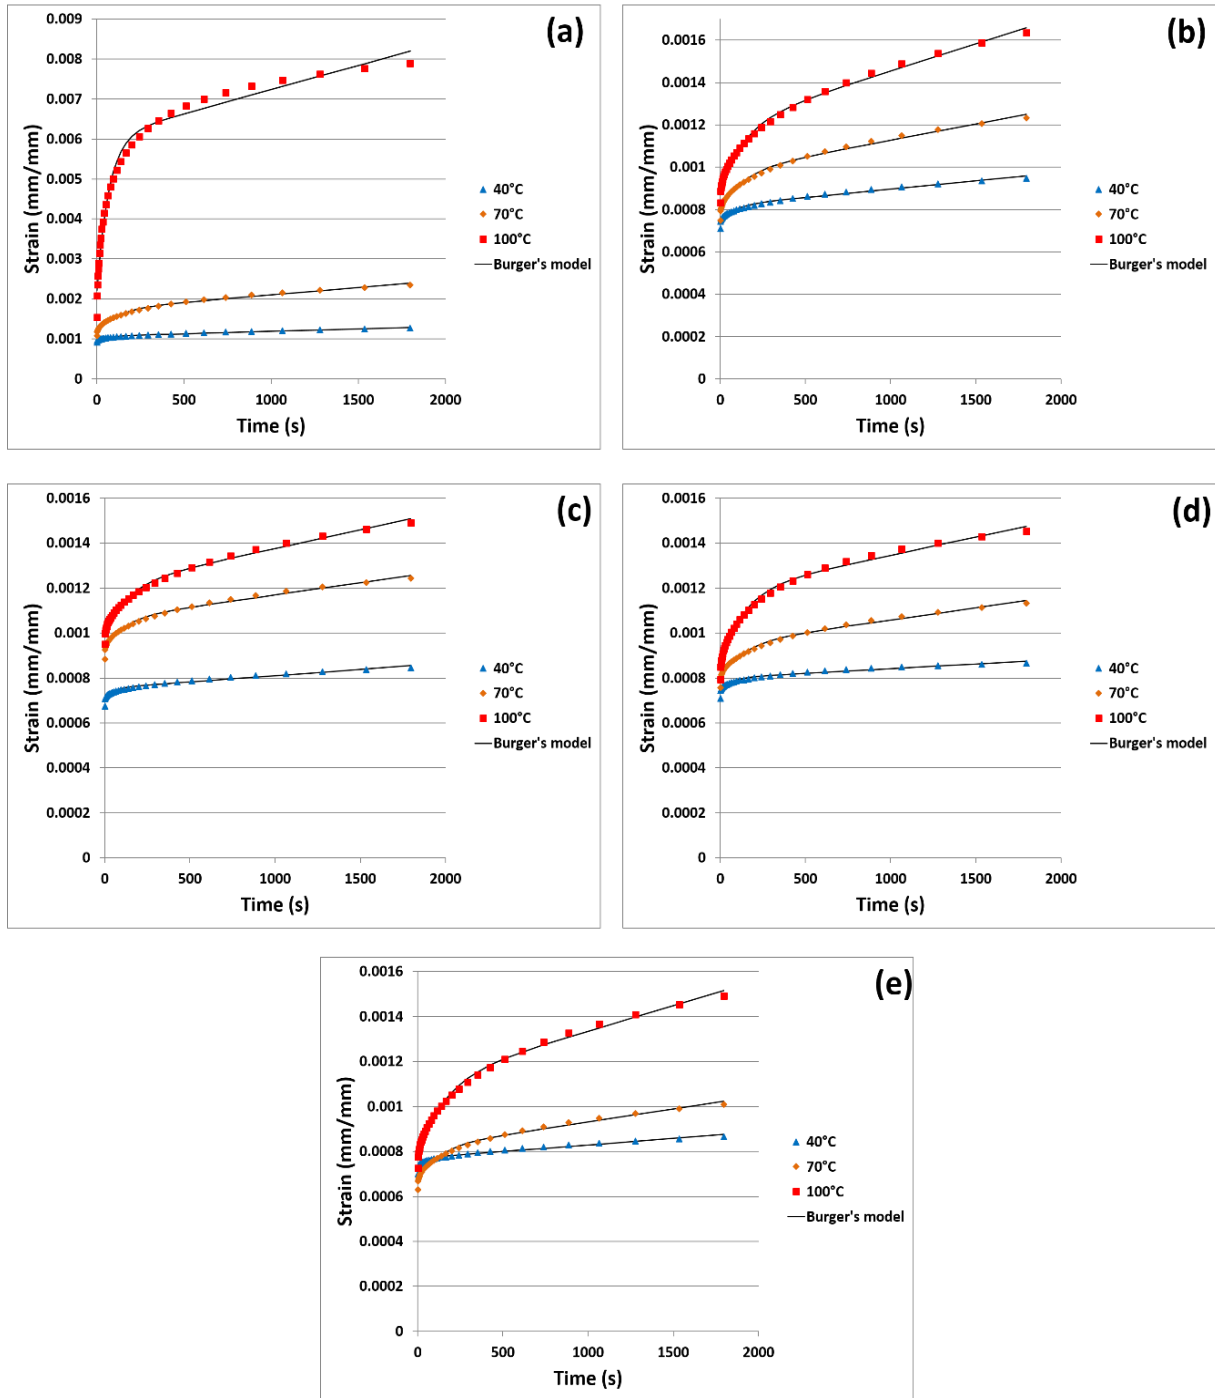 (a)
0.009
0.008
0.007
0.006
0.005
0.004
0.003
0.002
0.001
0
Strain (mm/mm)
0 500 1000 1500 2000
Time (s)
40°C
70°C
100°C
Burger's model
(b)
0.0016
0.0014
0.0012
0.001
0.0008
0.0006
0.0004
0.0002
0
Strain (mm/mm)
0 500 1000 1500 2000
Time (s)
40°C
70°C
100°C
Burger's model
(c)
0.0016
0.0014
0.0012
0.001
0.0008
0.0006
0.0004
0.0002
0
Strain (mm/mm)
0 500 1000 1500 2000
Time (s)
40°C
70°C
100°C
Burger's model
(d)
0.0016
0.0014
0.0012
0.001
0.0008
0.0006
0.0004
0.0002
0
Strain (mm/mm)
0 500 1000 1500 2000
Time (s)
40°C
70°C
100°C
Burger's model
(e)
0.0016
0.0014
0.0012
0.001
0.0008
0.0006
0.0004
0.0002
0
Strain (mm/mm)
0 500 1000 1500 2000
Time (s)
40°C
70°C
100°C
Burger's model